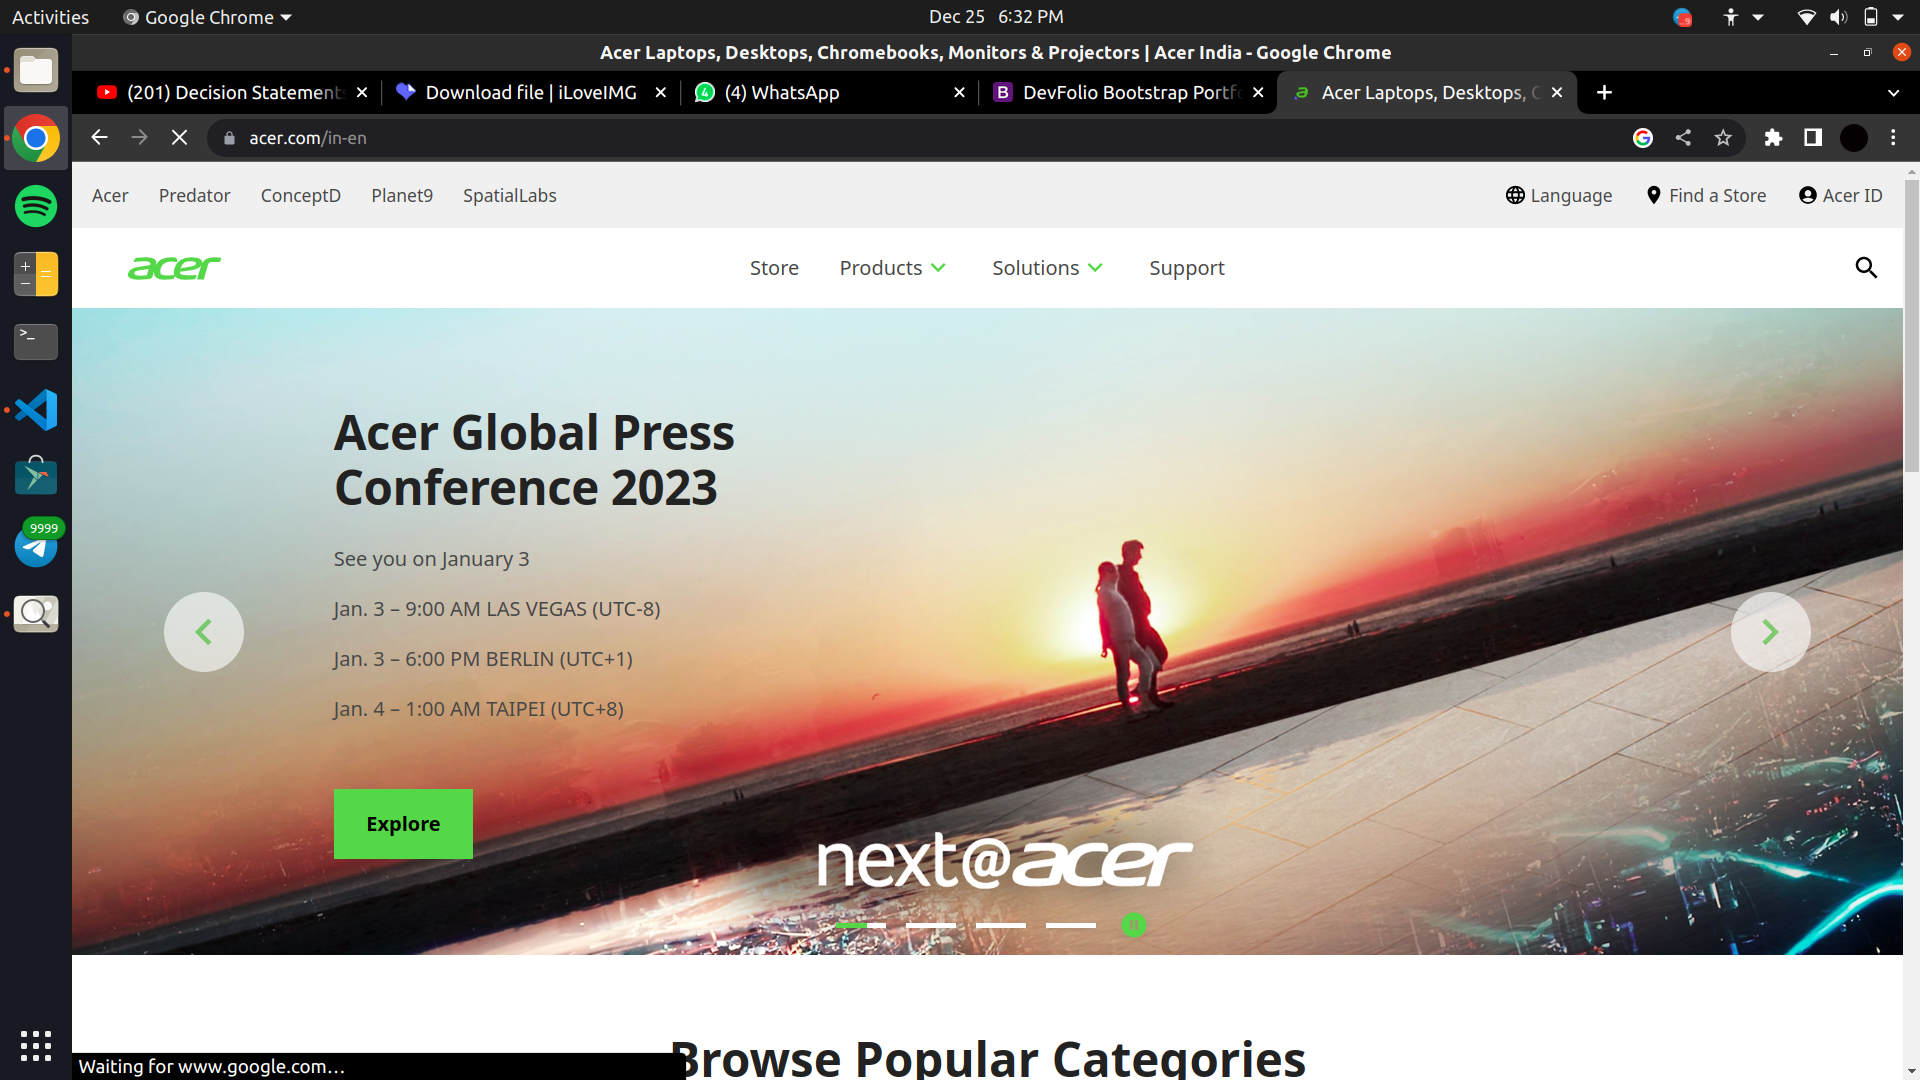 Activities
Google Chrome
Dec 25 6:32 PM
Acer Laptops, Desktops, Chromebooks, Monitors & Projectors | Acer India - Google Chrome
(201) Decision Statement
Download file | iLoveIMG
4
(4) WhatsApp
B
DevFolio Bootstrap Portf
a
Acer Laptops, Desktops, C
acer.com/in-en
Acer
Predator
ConceptD
Planet9
SpatialLabs
Language
Find a Store
Acer ID
acer
Store
Products
Solutions
Support
Acer Global Press
Conference 2023
See you on January 3
Jan. 3 – 9:00 AM LAS VEGAS (UTC-8)
Jan. 3 – 6:00 PM BERLIN (UTC+1)
Jan. 4 – 1:00 AM TAIPEI (UTC+8)
Explore
next@acer
Browse Popular Categories
9999
Waiting for www.google.com…